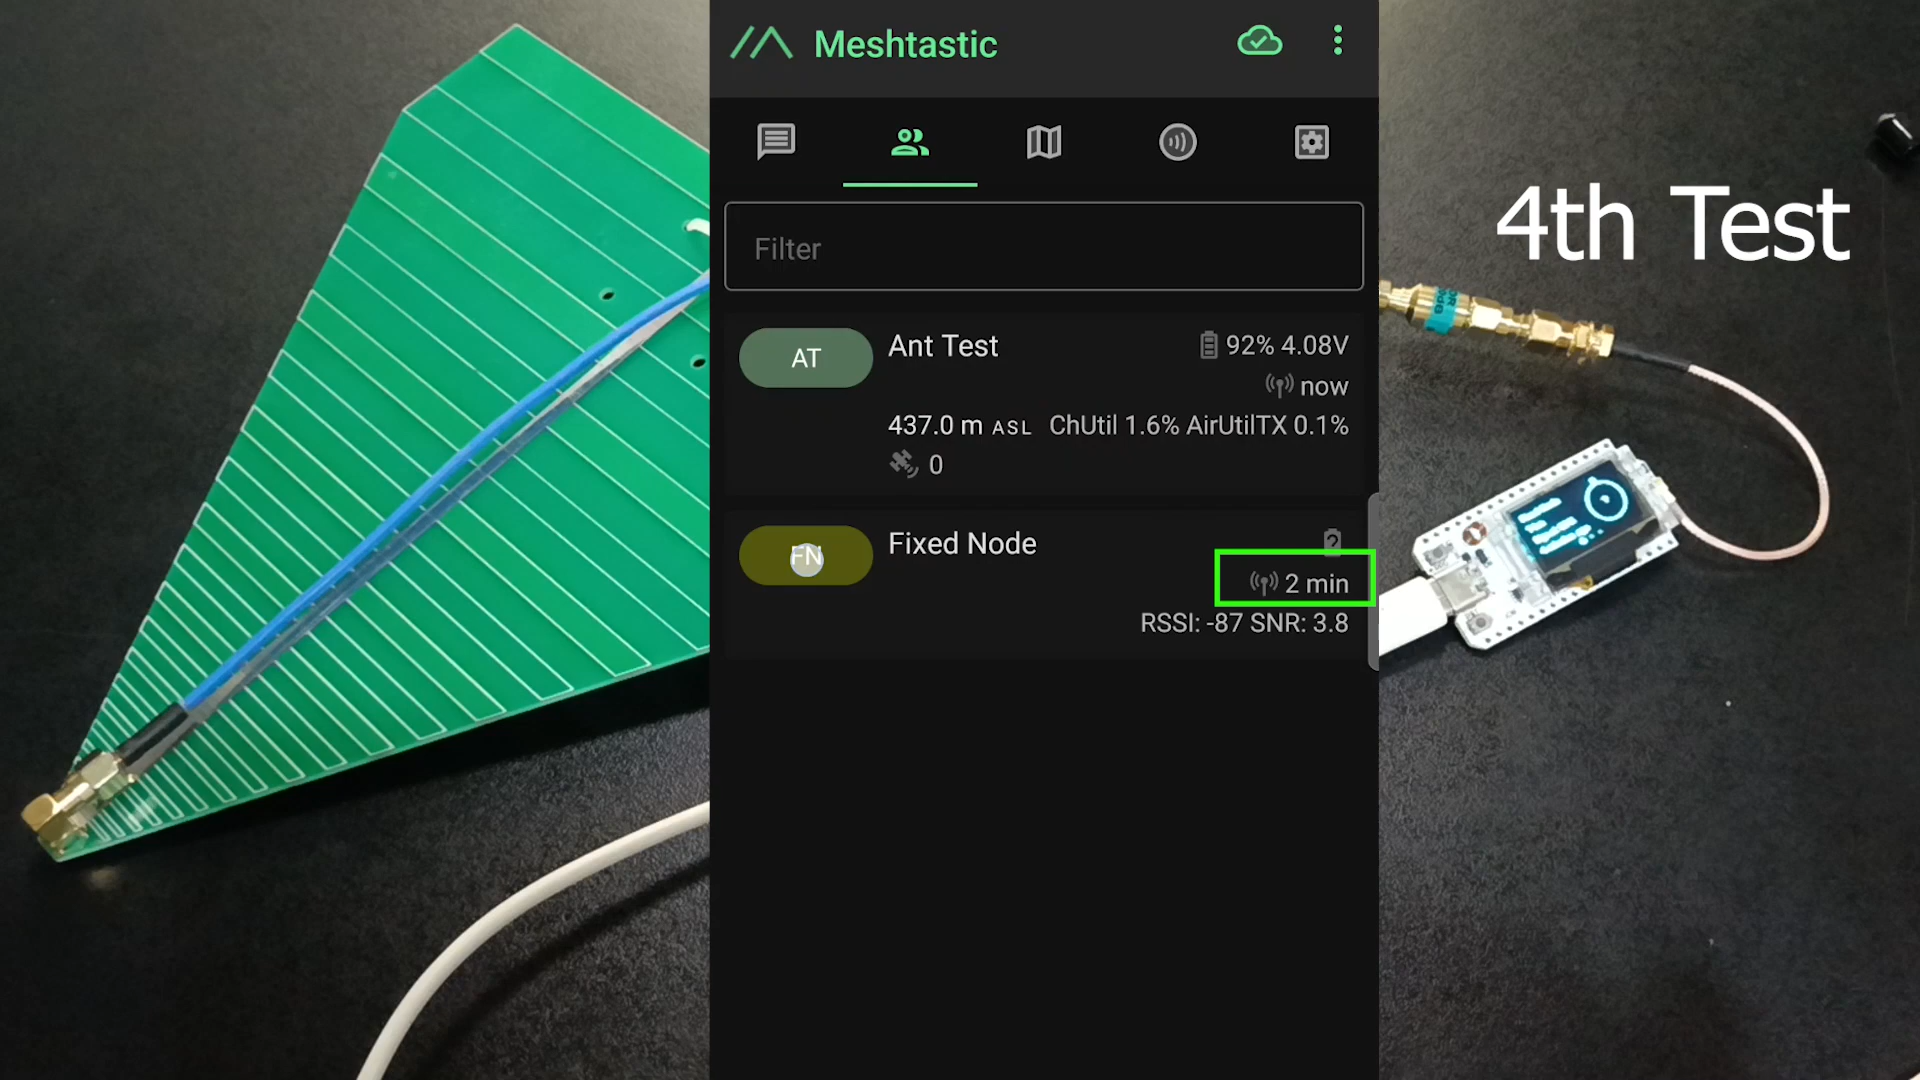 Meshtastic
Filter
AT
Ant Test
92% 4.08V
now
437.0 m ASL ChUtil 1.6% AirUtilTX 0.1%
0
FN
Fixed Node
2 min
RSSI: -87 SNR: 3.8
4th Test